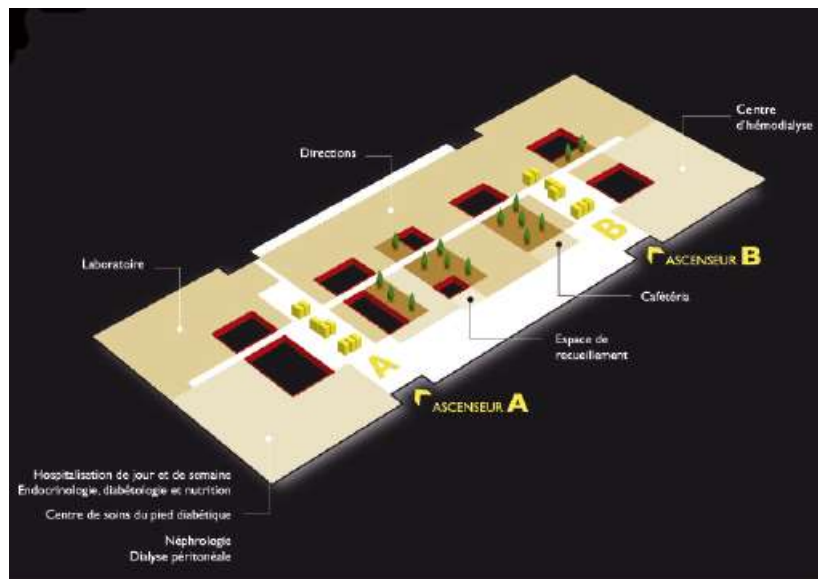 Centre
d'hémodialyse
Directions
Laboratoire
B
ASCENSEUR B
Cafétéria
Espace de
recueillement
A
ASCENSEUR A
Hospitalisation de jour et de semaine
Endocrinologie, diabétologie et nutrition
Centre de soins du pied diabétique
Néphrologie
Dialyse péritonéale